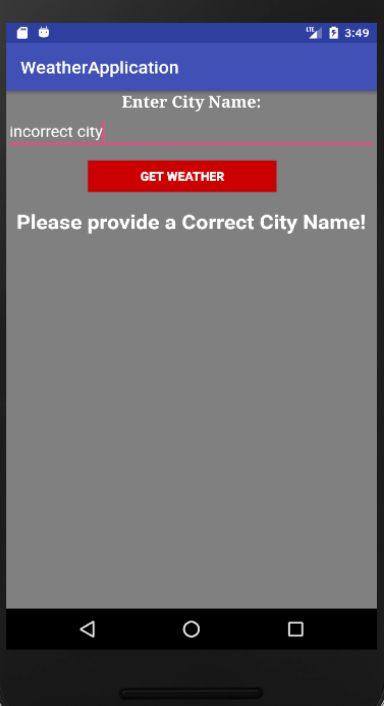 LTE 3:49
WeatherApplication
Enter City Name:
incorrect city
GET WEATHER
Please provide a Correct City Name!